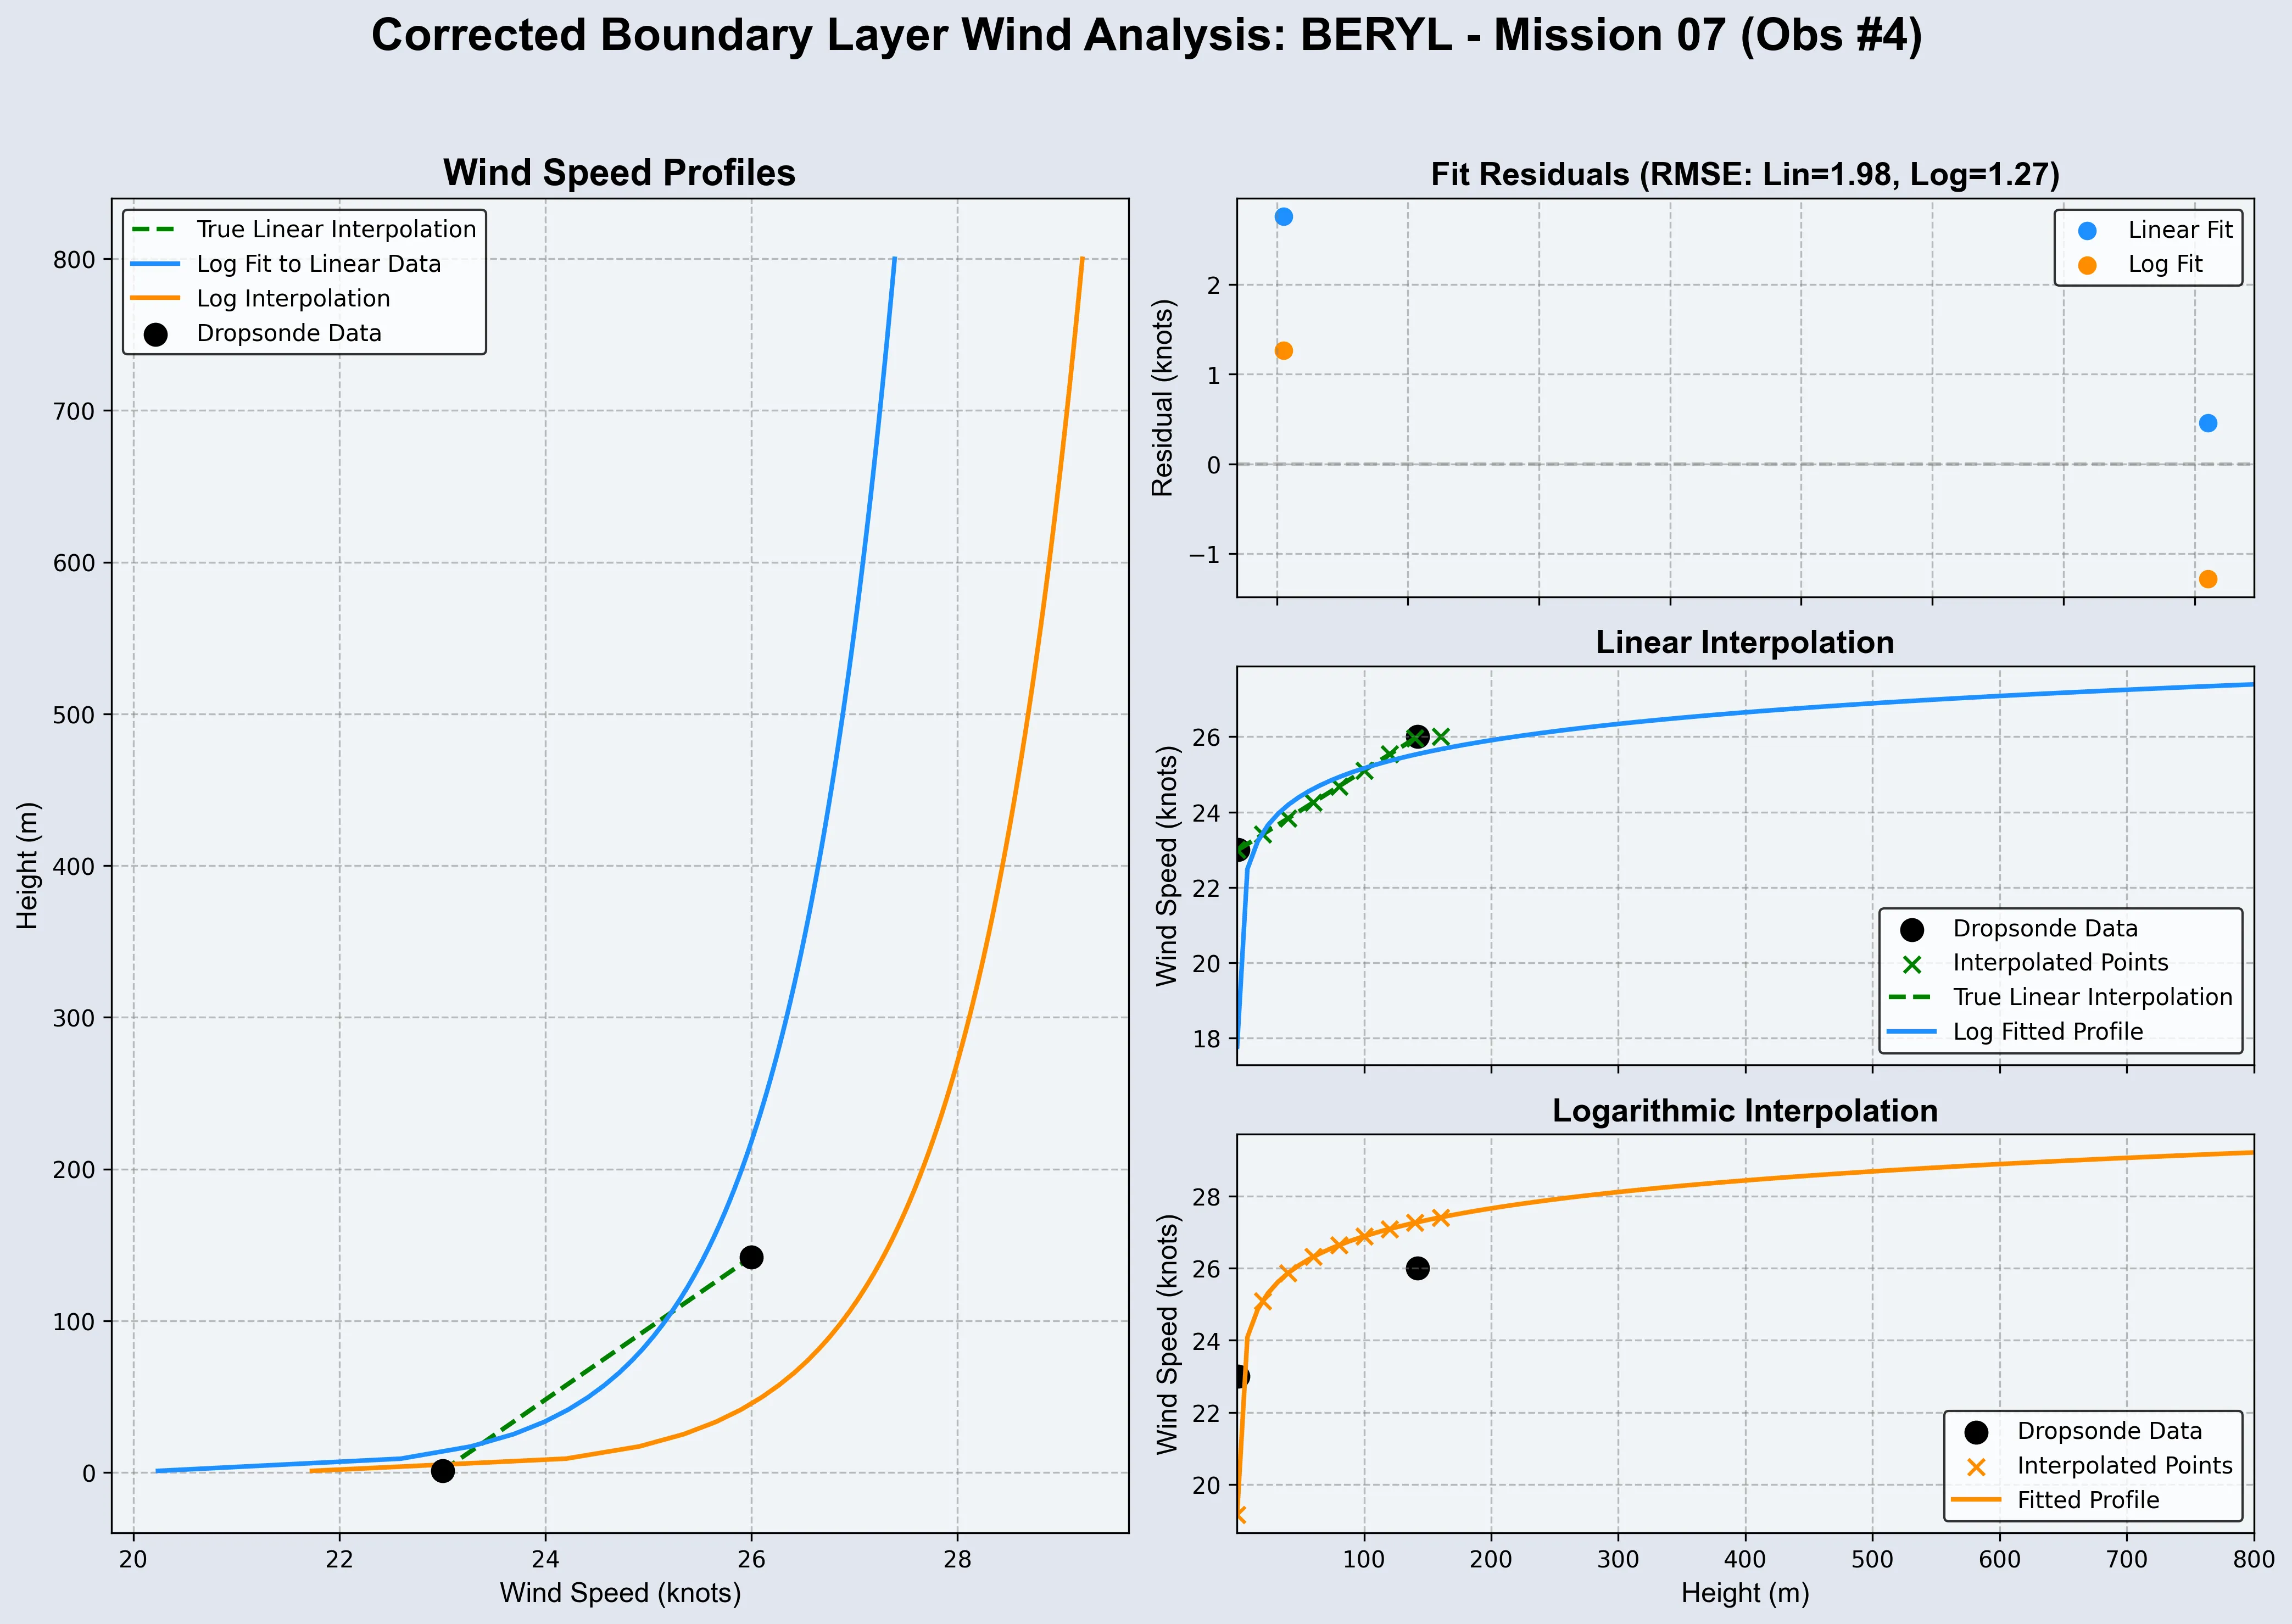 Corrected Boundary Layer Wind Analysis: BERYL - Mission 07 (Obs #4)
Wind Speed Profiles
True Linear Interpolation
Log Fit to Linear Data
Log Interpolation
Dropsonde Data
Height (m)
800
700
600
500
400
300
200
100
0
20 22 24 26 28
Wind Speed (knots)
Fit Residuals (RMSE: Lin=1.98, Log=1.27)
Linear Fit
Log Fit
Residual (knots)
2
1
0
−1
Linear Interpolation
Wind Speed (knots)
26
24
22
20
18
Dropsonde Data
Interpolated Points
True Linear Interpolation
Log Fitted Profile
Logarithmic Interpolation
Wind Speed (knots)
28
26
24
22
20
Dropsonde Data
Interpolated Points
Fitted Profile
100 200 300 400 500 600 700 800
Height (m)